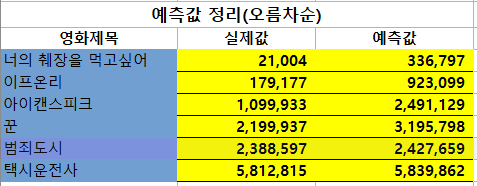 예측값 정리(오름차순)
영화제목 실제값 예측값
너의 췌장을 먹고싶어 21,004 336,797
이프온리 179,177 923,099
아이캔스피크 1,099,933 2,491,129
꾼 2,199,937 3,195,798
범죄도시 2,388,597 2,427,659
택시운전사 5,812,815 5,839,862